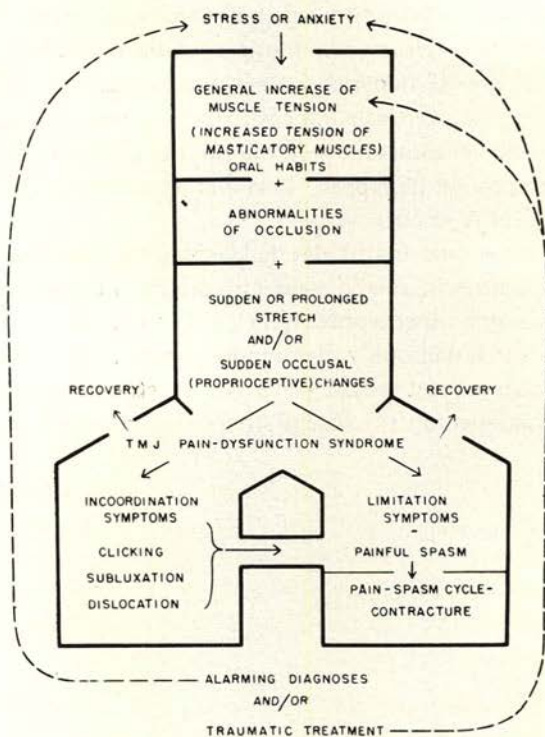 STRESS OR ANXIETY
GENERAL INCREASE OF
MUSCLE TENSION
(INCREASED TENSION OF
MASTICATORY MUSCLES)
ORAL HABITS
+
ABNORMALITIES
OF OCCLUSION
+
SUDDEN OR PROLONGED
STRETCH
AND/OR
SUDDEN OCCLUSAL
(PROPRIOCEPTIVE) CHANGES
RECOVERY
RECOVERY
TMJ PAIN-DYSFUNCTION SYNDROME
INCOORDINATION
SYMPTOMS
CLICKING
SUBLUXATION
DISLOCATION
LIMITATION
SYMPTOMS
-
PAINFUL SPASM
PAIN-SPASM CYCLE-
CONTRACTURE
ALARMING DIAGNOSES
AND/OR
TRAUMATIC TREATMENT